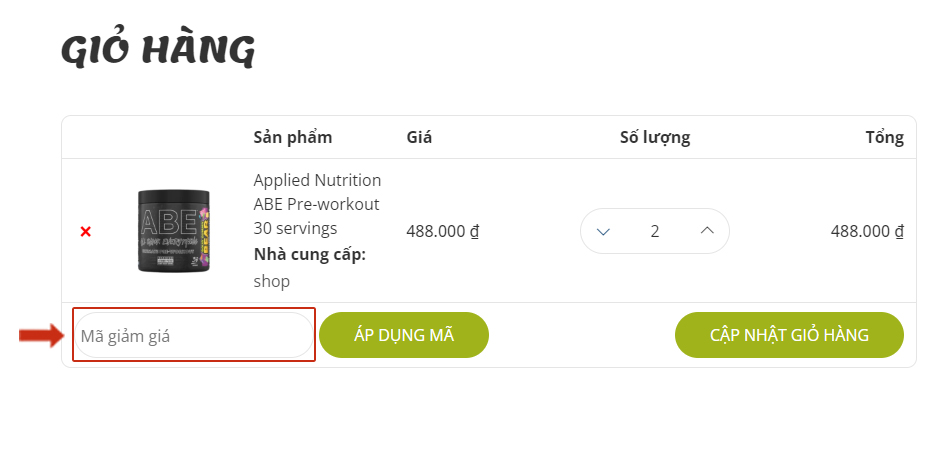 GIỎ HÀNG
Sản phẩm Giá Số lượng Tổng
Applied Nutrition
ABE Pre-workout
30 servings
Nhà cung cấp:
shop
488.000 ₫ 2 488.000 ₫
ABE
Mã giảm giá ÁP DỤNG MÃ CẬP NHẬT GIỎ HÀNG